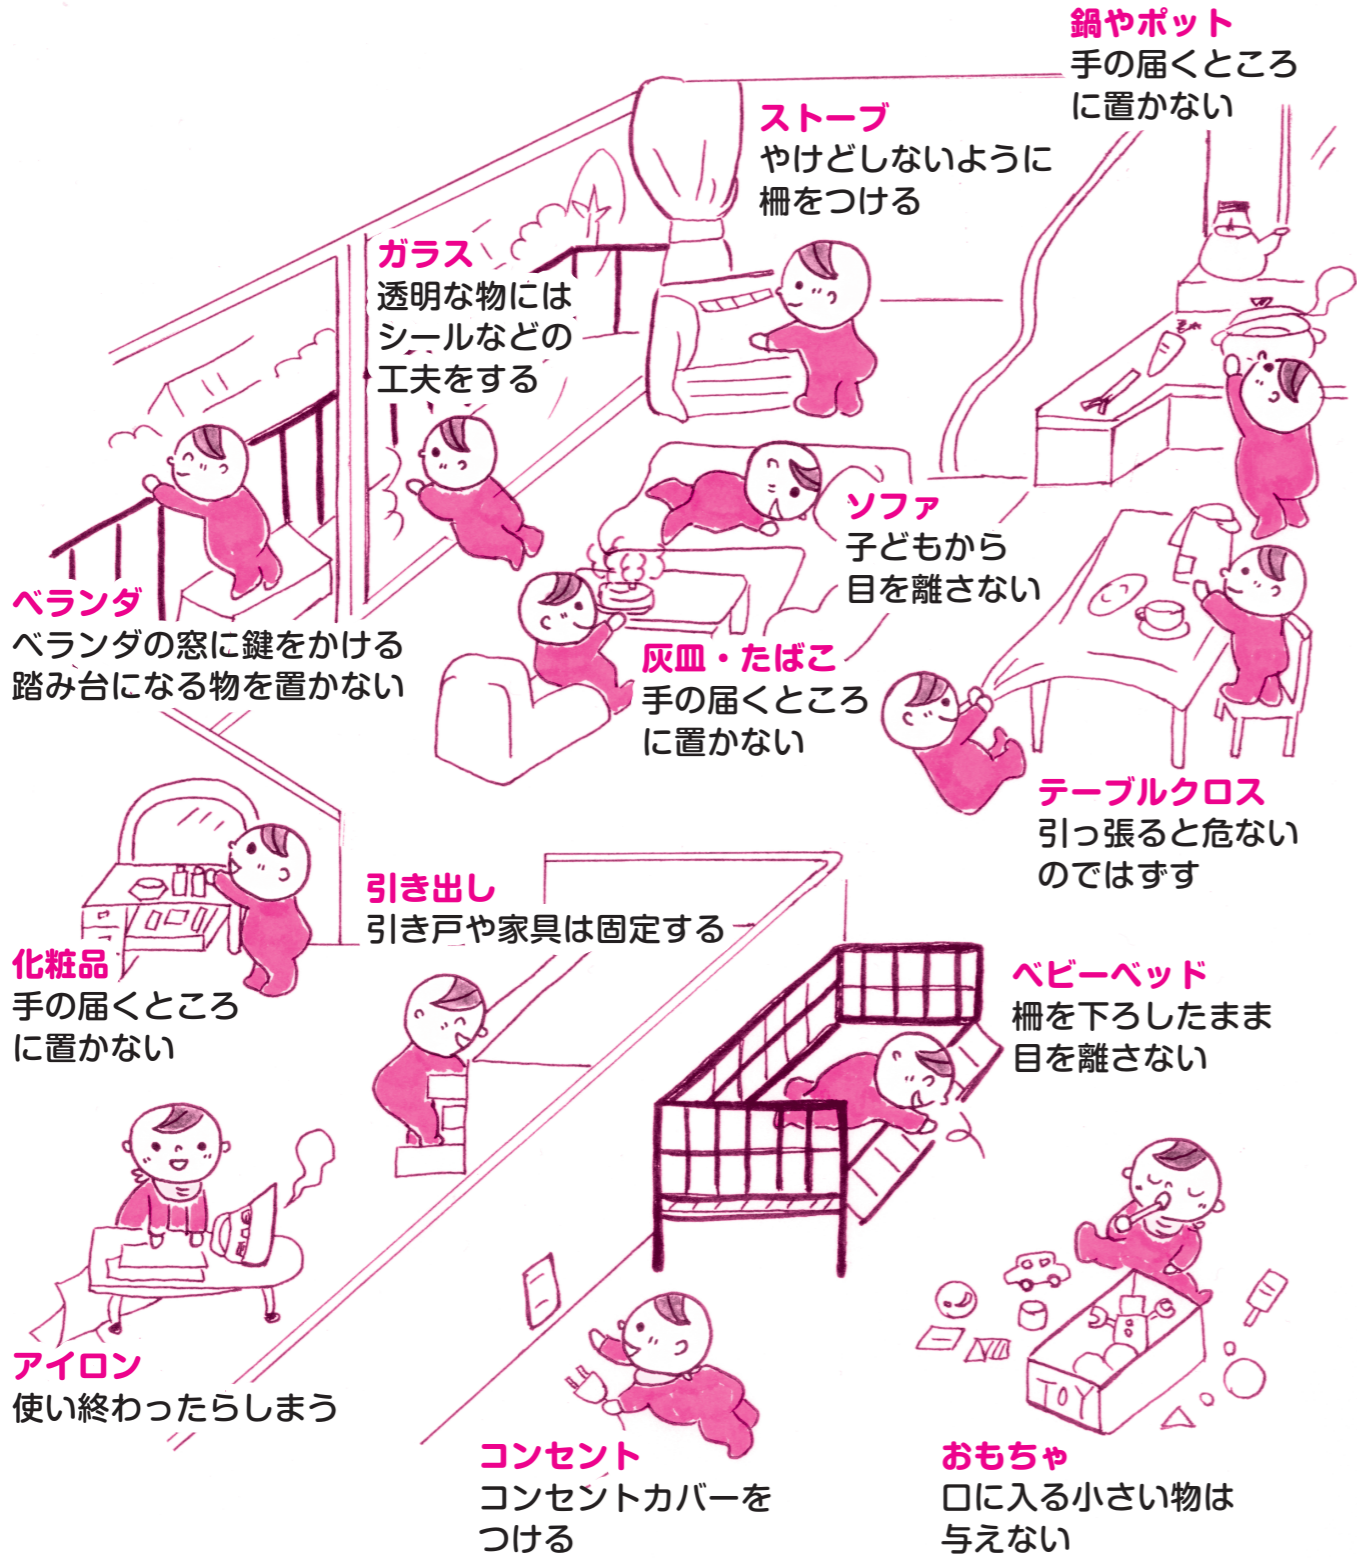 鍋やポット
手の届くところ
に置かない
ストーブ
やけどしないように
柵をつける
ガラス
透明な物には
シールなどの
工夫をする
ソファ
子どもから
目を離さない
ベランダ
ベランダの窓に鍵をかける
踏み台になる物を置かない
灰皿・たばこ
手の届くところ
に置かない
テーブルクロス
引っ張ると危ない
のではずす
引き出し
引き戸や家具は固定する
化粧品
手の届くところ
に置かない
ベビーベッド
柵を下ろしたまま
目を離さない
アイロン
使い終わったらしまう
TOY
コンセント
コンセントカバーを
つける
おもちゃ
口に入る小さい物は
与えない